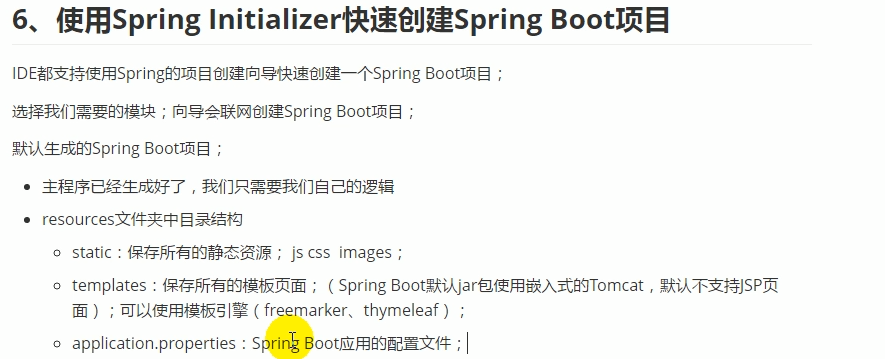 6、使用Spring Initializer快速创建Spring Boot项目
IDE都支持使用Spring的项目创建向导快速创建一个Spring Boot项目；
选择我们需要的模块；向导会联网创建Spring Boot项目；
默认生成的Spring Boot项目；
主程序已经生成好了，我们只需要我们自己的逻辑
resources文件夹中目录结构
static：保存所有的静态资源； js css  images；
templates：保存所有的模板页面；（Spring Boot默认jar包使用嵌入式的Tomcat，默认不支持JSP页
面）；可以使用模板引擎（freemarker、thymeleaf）；
application.properties：Spring Boot应用的配置文件；